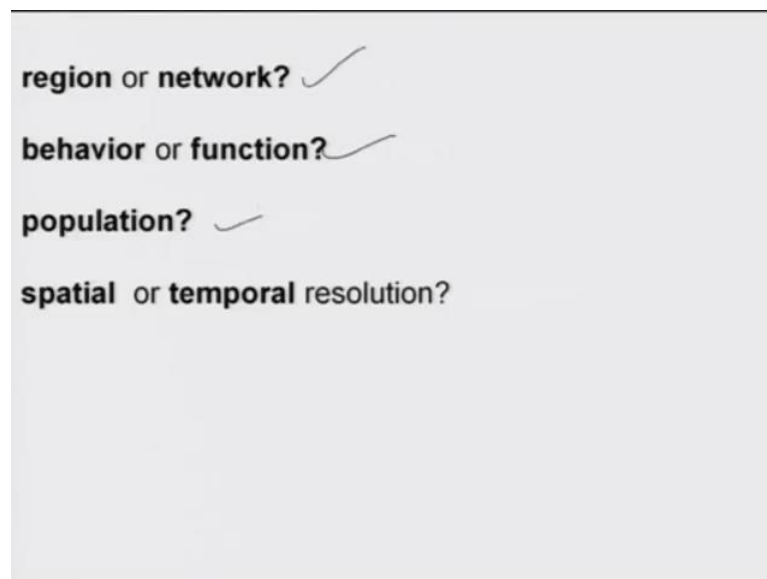 region or network?
behavior or function?
population?
spatial or temporal resolution?